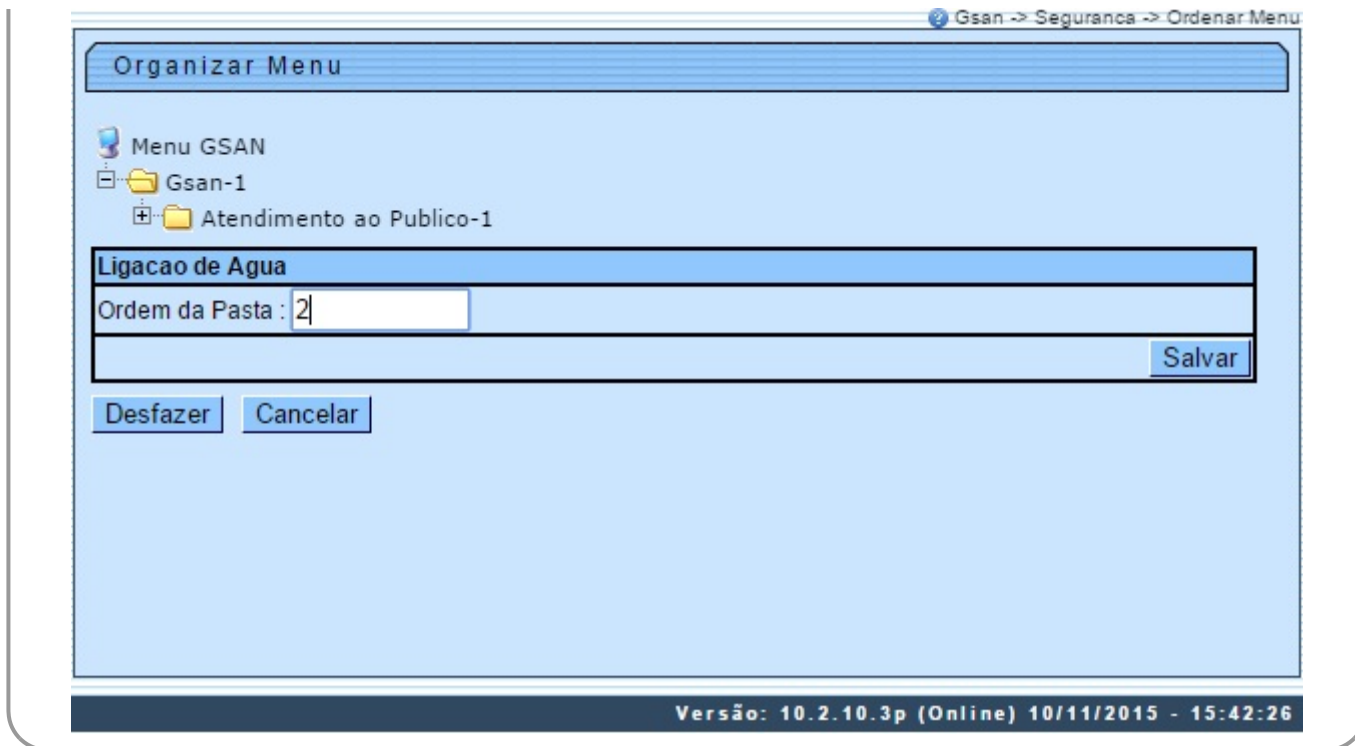 Gsan -> Seguranca -> Ordenar Menu
Organizar Menu
Menu GSAN
Gsan-1
Atendimento ao Publico-1
Ligacao de Agua
Ordem da Pasta : 2
Salvar
Desfazer Cancelar
Versão: 10.2.10.3p (Online) 10/11/2015 - 15:42:26